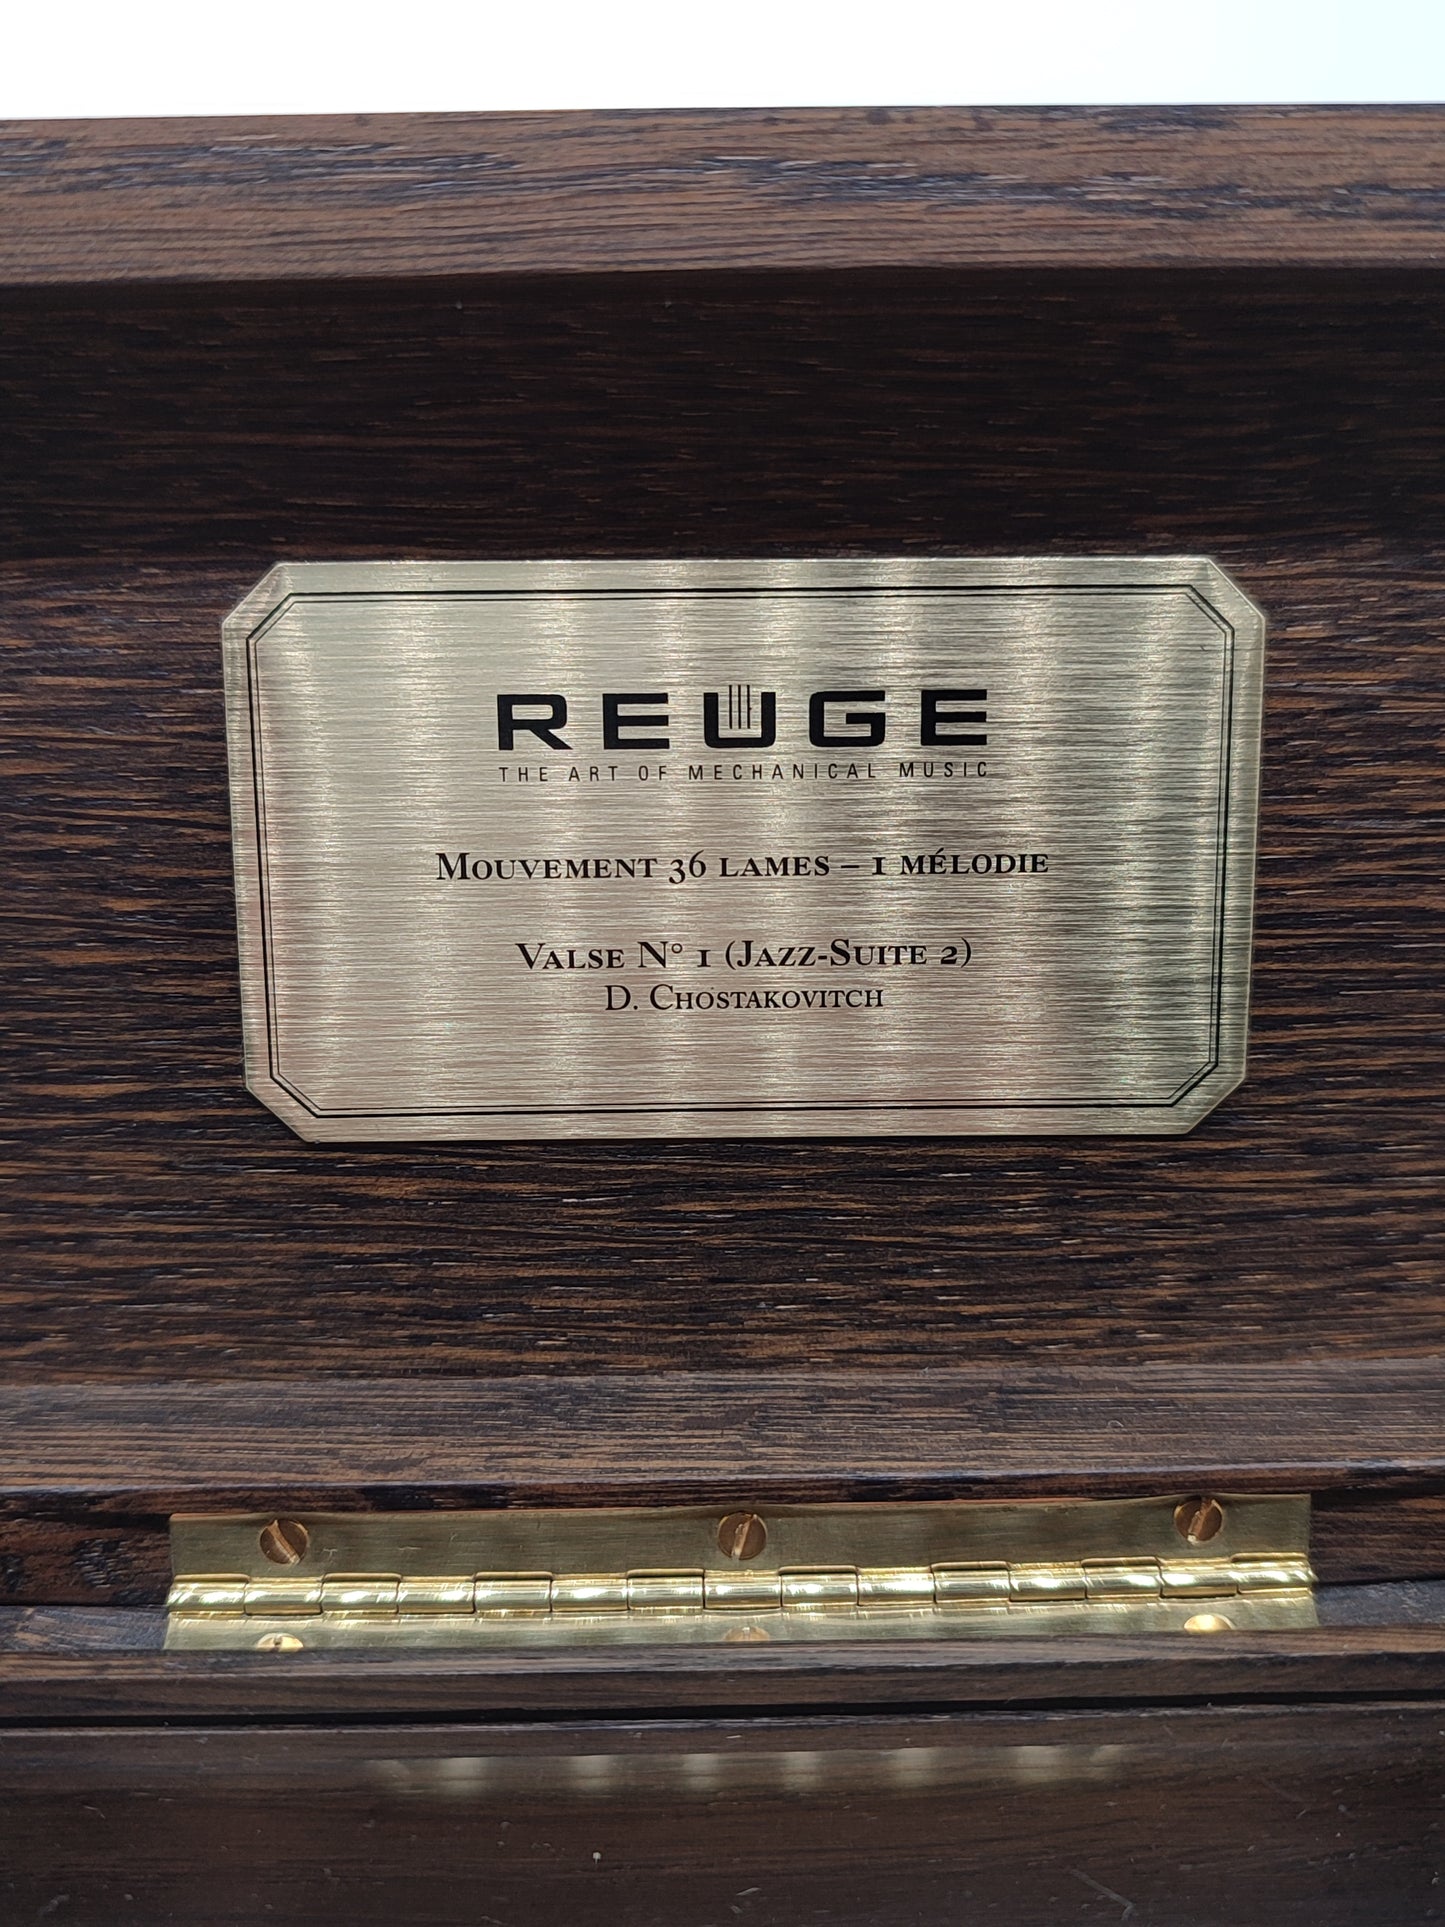 REUGE
THE ART OF MECHANICAL MUSIC
Mouvement 36 lames – 1 mélodie
Valse N° 1 (Jazz-Suite 2)
D. Chostakovitch